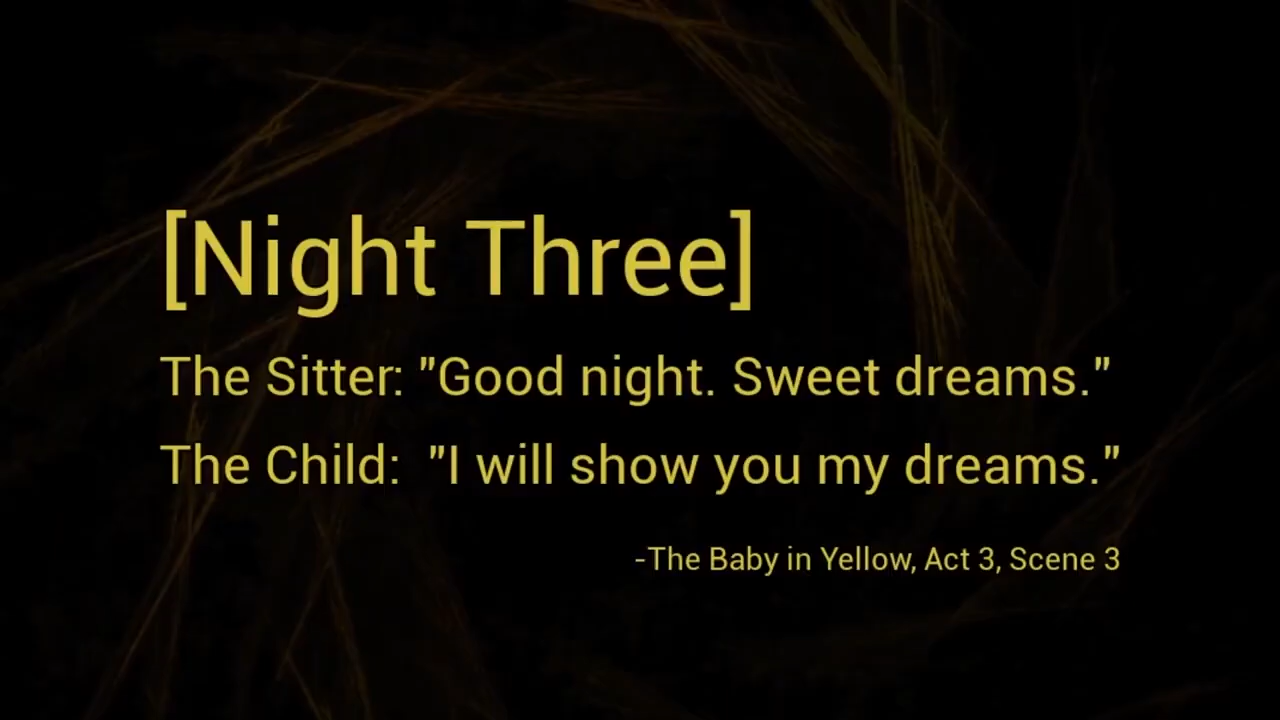 [Night Three]
The Sitter: "Good night. Sweet dreams."
The Child:  "I will show you my dreams."
-The Baby in Yellow, Act 3, Scene 3